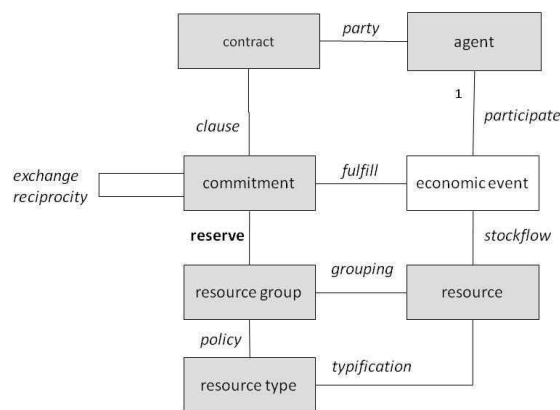 party
contract
agent
1
participate
clause
exchange
reciprocity
commitment
fulfill
economic event
reserve
stockflow
grouping
resource group
resource
policy
typification
resource type